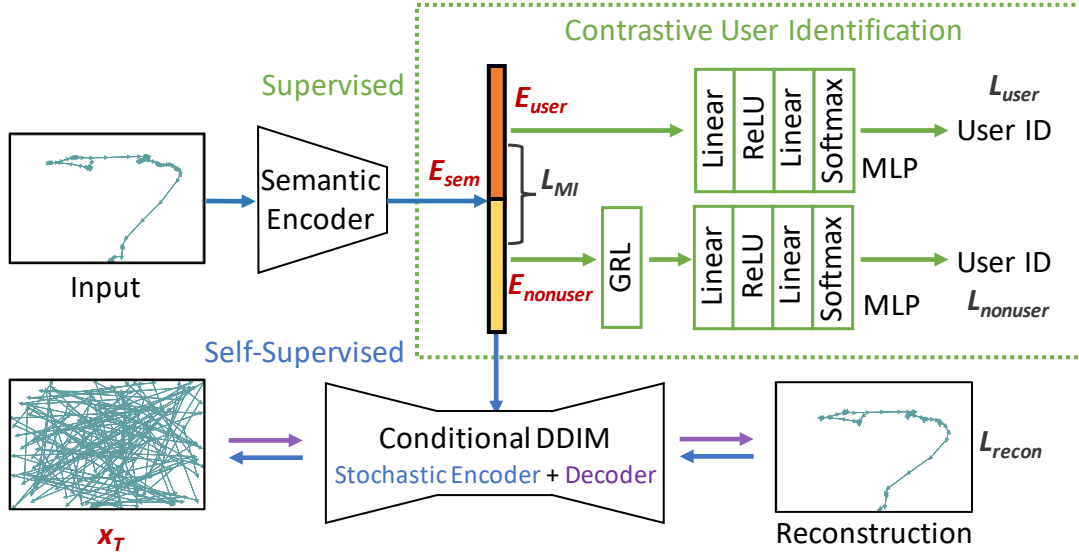 Contrastive User Identification
Supervised
E_user
L_user
User ID
Linear
ReLU
Linear
Softmax
MLP
Semantic
Encoder
E_sem
L_MI
Input
E_nonuser
GRL
Linear
ReLU
Linear
Softmax
MLP
User ID
L_nonuser
Self-Supervised
Conditional DDIM
Stochastic Encoder + Decoder
L_recon
x_T
Reconstruction